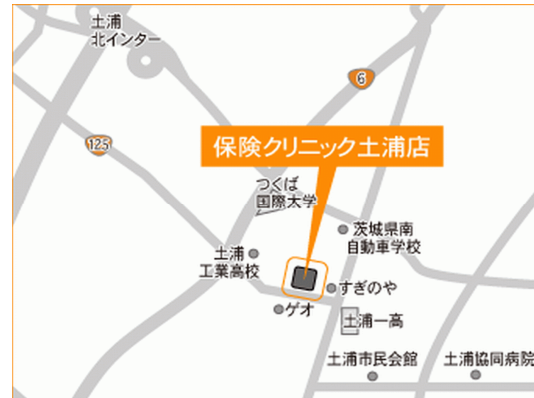 土浦
北インター
6
125
保険クリニック土浦店
つくば
国際大学
茨城県南
自動車学校
土浦
工業高校
すぎのや
ゲオ
土浦一高
土浦市民会館
土浦協同病院